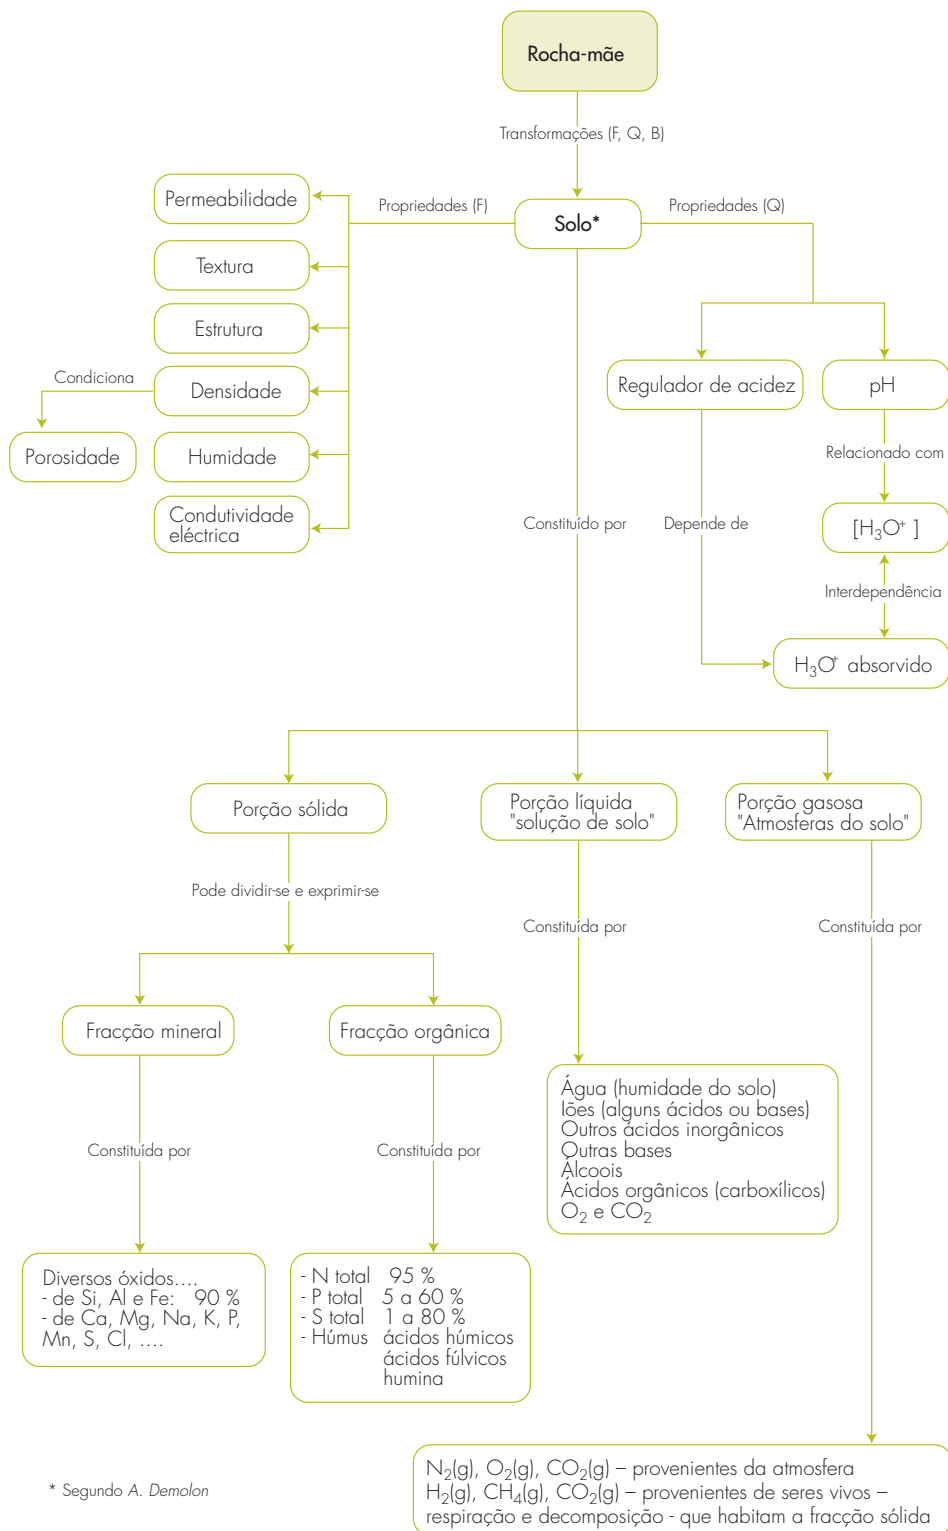 Rocha-mãe
Transformações (F, Q, B)
Propriedades (F)
Solo*
Propriedades (Q)
Permeabilidade
Textura
Estrutura
Condiciona
Densidade
Porosidade
Humidade
Condutividade
eléctrica
Regulador de acidez
pH
Relacionado com
Constituído por
Depende de
[H₃O⁺ ]
Interdependência
H₃O⁺ absorvido
Porção sólida
Porção líquida
"solução de solo"
Porção gasosa
"Atmosferas do solo"
Pode dividir-se e exprimir-se
Constituída por
Constituída por
Fracção mineral
Fracção orgânica
Constituída por
Constituída por
Água (humidade do solo)
Iões (alguns ácidos ou bases)
Outros ácidos inorgânicos
Outras bases
Álcoois
Ácidos orgânicos (carboxílicos)
O₂ e CO₂
Diversos óxidos....
- de Si, Al e Fe: 90 %
- de Ca, Mg, Na, K, P,
Mn, S, Cl, ....
- N total 95 %
- P total 5 a 60 %
- S total 1 a 80 %
- Húmus ácidos húmicos
ácidos fúlvicos
humina
N₂(g), O₂(g), CO₂(g) – provenientes da atmosfera
H₂(g), CH₄(g), CO₂(g) – provenientes de seres vivos –
respiração e decomposição - que habitam a fracção sólida
* Segundo A. Demolon